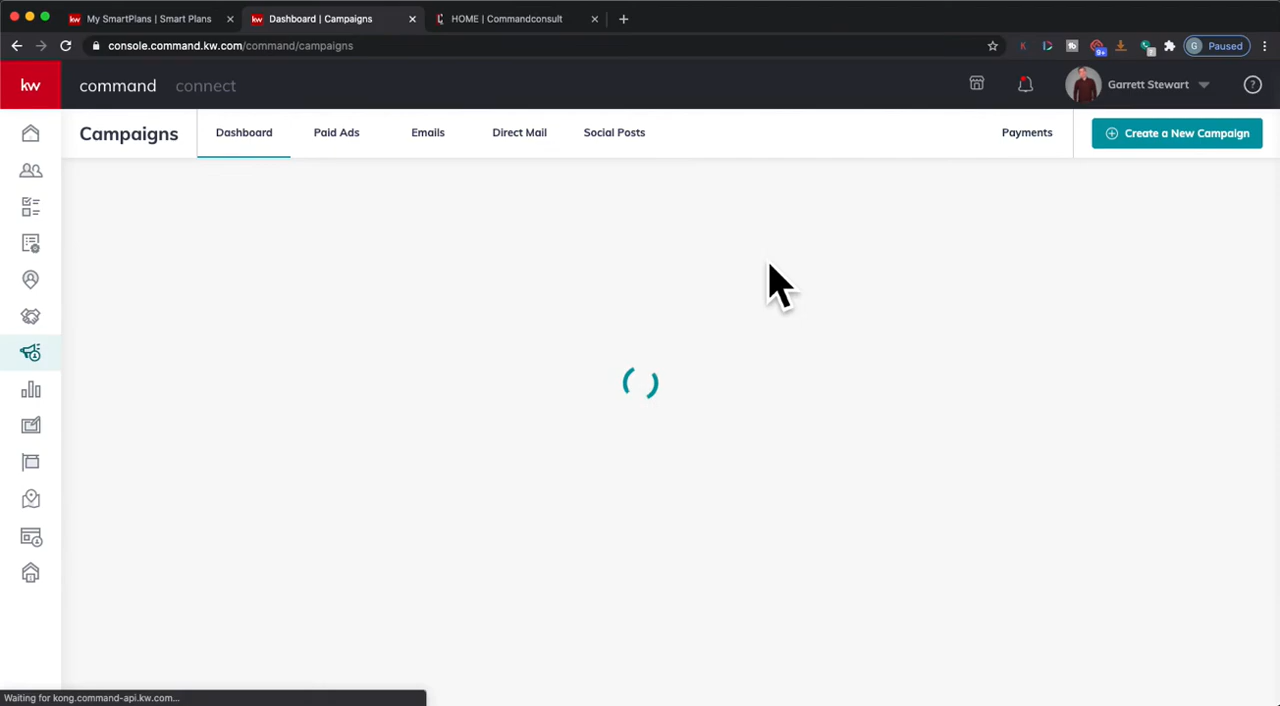 My SmartPlans | Smart Plans
Dashboard | Campaigns
HOME | Commandconsult
console.command.kw.com/command/campaigns
9+
7
G Paused
kw
command
connect
Garrett Stewart
?
Campaigns
Dashboard
Paid Ads
Emails
Direct Mail
Social Posts
Payments
Create a New Campaign
Waiting for kong.command-api.kw.com...